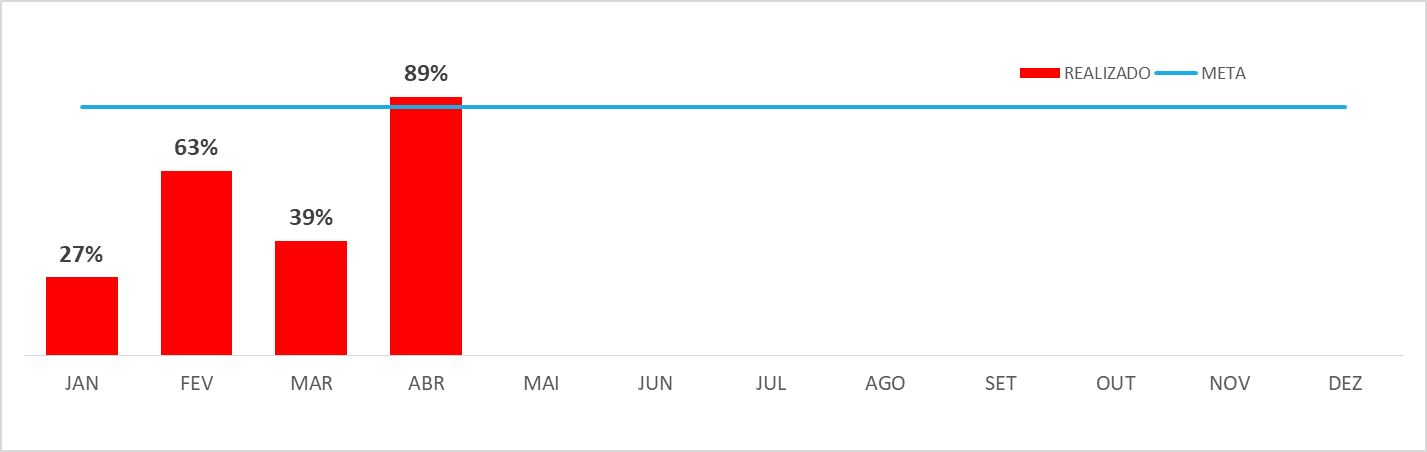 89%
REALIZADO META
63%
39%
27%
JAN FEV MAR ABR MAI JUN JUL AGO SET OUT NOV DEZ